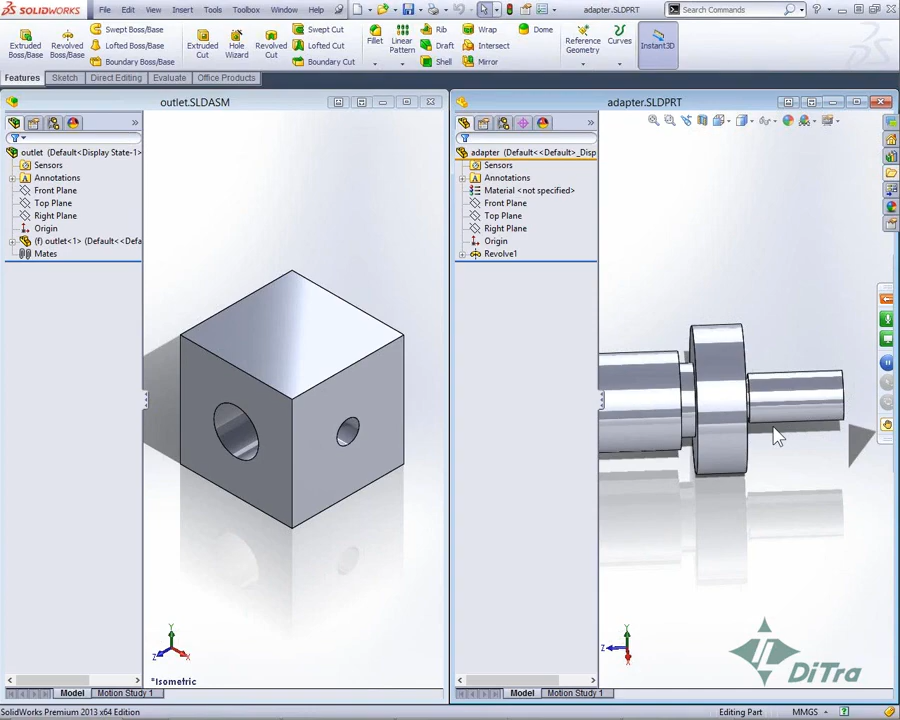 SOLIDWORKS File Edit View Insert Tools Toolbox Window Help adapter.SLDPRT Search Commands
Extruded Boss/Base
Revolved Boss/Base
Swept Boss/Base
Lofted Boss/Base
Boundary Boss/Base
Extruded Cut
Hole Wizard
Revolved Cut
Swept Cut
Lofted Cut
Boundary Cut
Fillet
Linear Pattern
Rib
Draft
Shell
Wrap
Intersect
Mirror
Dome
Reference Geometry
Curves
Instant3D
Features Sketch Direct Editing Evaluate Office Products
outlet.SLDASM
outlet (Default<Display State-1>
Sensors
Annotations
Front Plane
Top Plane
Right Plane
Origin
(f) outlet<1> (Default<<Defa
Mates
Y
Z X
*Isometric
Model Motion Study 1
adapter.SLDPRT
adapter (Default<<Default>_Disp
Sensors
Annotations
Material <not specified>
Front Plane
Top Plane
Right Plane
Origin
Revolve1
Y
Z
DiTra
Model Motion Study 1
SolidWorks Premium 2013 x64 Edition Editing Part MMGS